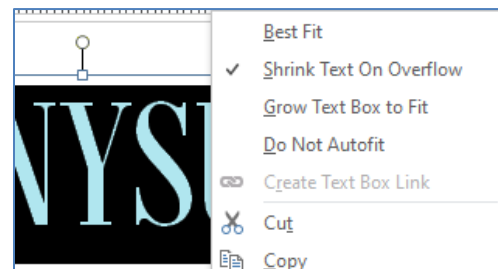 Best Fit
Shrink Text On Overflow
Grow Text Box to Fit
Do Not Autofit
Create Text Box Link
NYSU
Cut
Copy